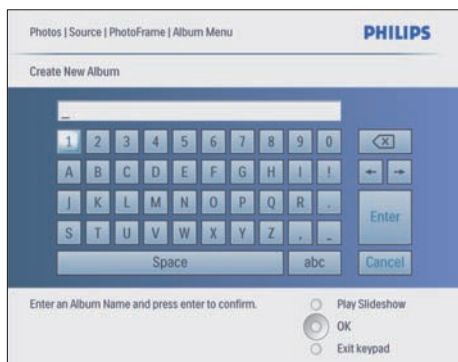 Photos | Source | PhotoFrame | Album Menu
PHILIPS
Create New Album
_
1 2 3 4 5 6 7 8 9 0
A B C D E F G H I !
J K L M N O P Q R .
S T U V W X Y Z , _
Enter
Space abc Cancel
Enter an Album Name and press enter to confirm.
Play Slideshow
OK
Exit keypad